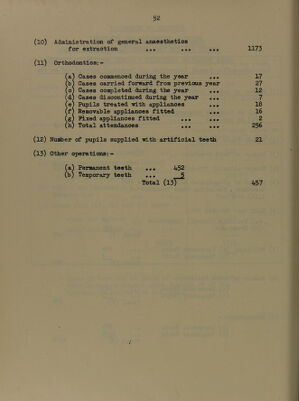 52
(10) Administration of general anaesthetics
for extraction ... ... ... 1173
(11) Orthodontics:-
(a) Cases commenced during the year ... 17
(b) Cases carried forward from previous year 27
(c) Cases completed during the year ... 12
(d) Cases discontinued during the year ... 7
(e) Pupils treated with appliances ... 18
(f) Removable appliances fitted ... 16
(g) Fixed appliances fitted ... ... 2
(h) Total attendances ... ... 256
(12) Number of pupils supplied with artificial teeth 21
(13) Other operations:-
(a) Permanent teeth ... 452
(b) Temporary teeth ... 5
Total (13) 457